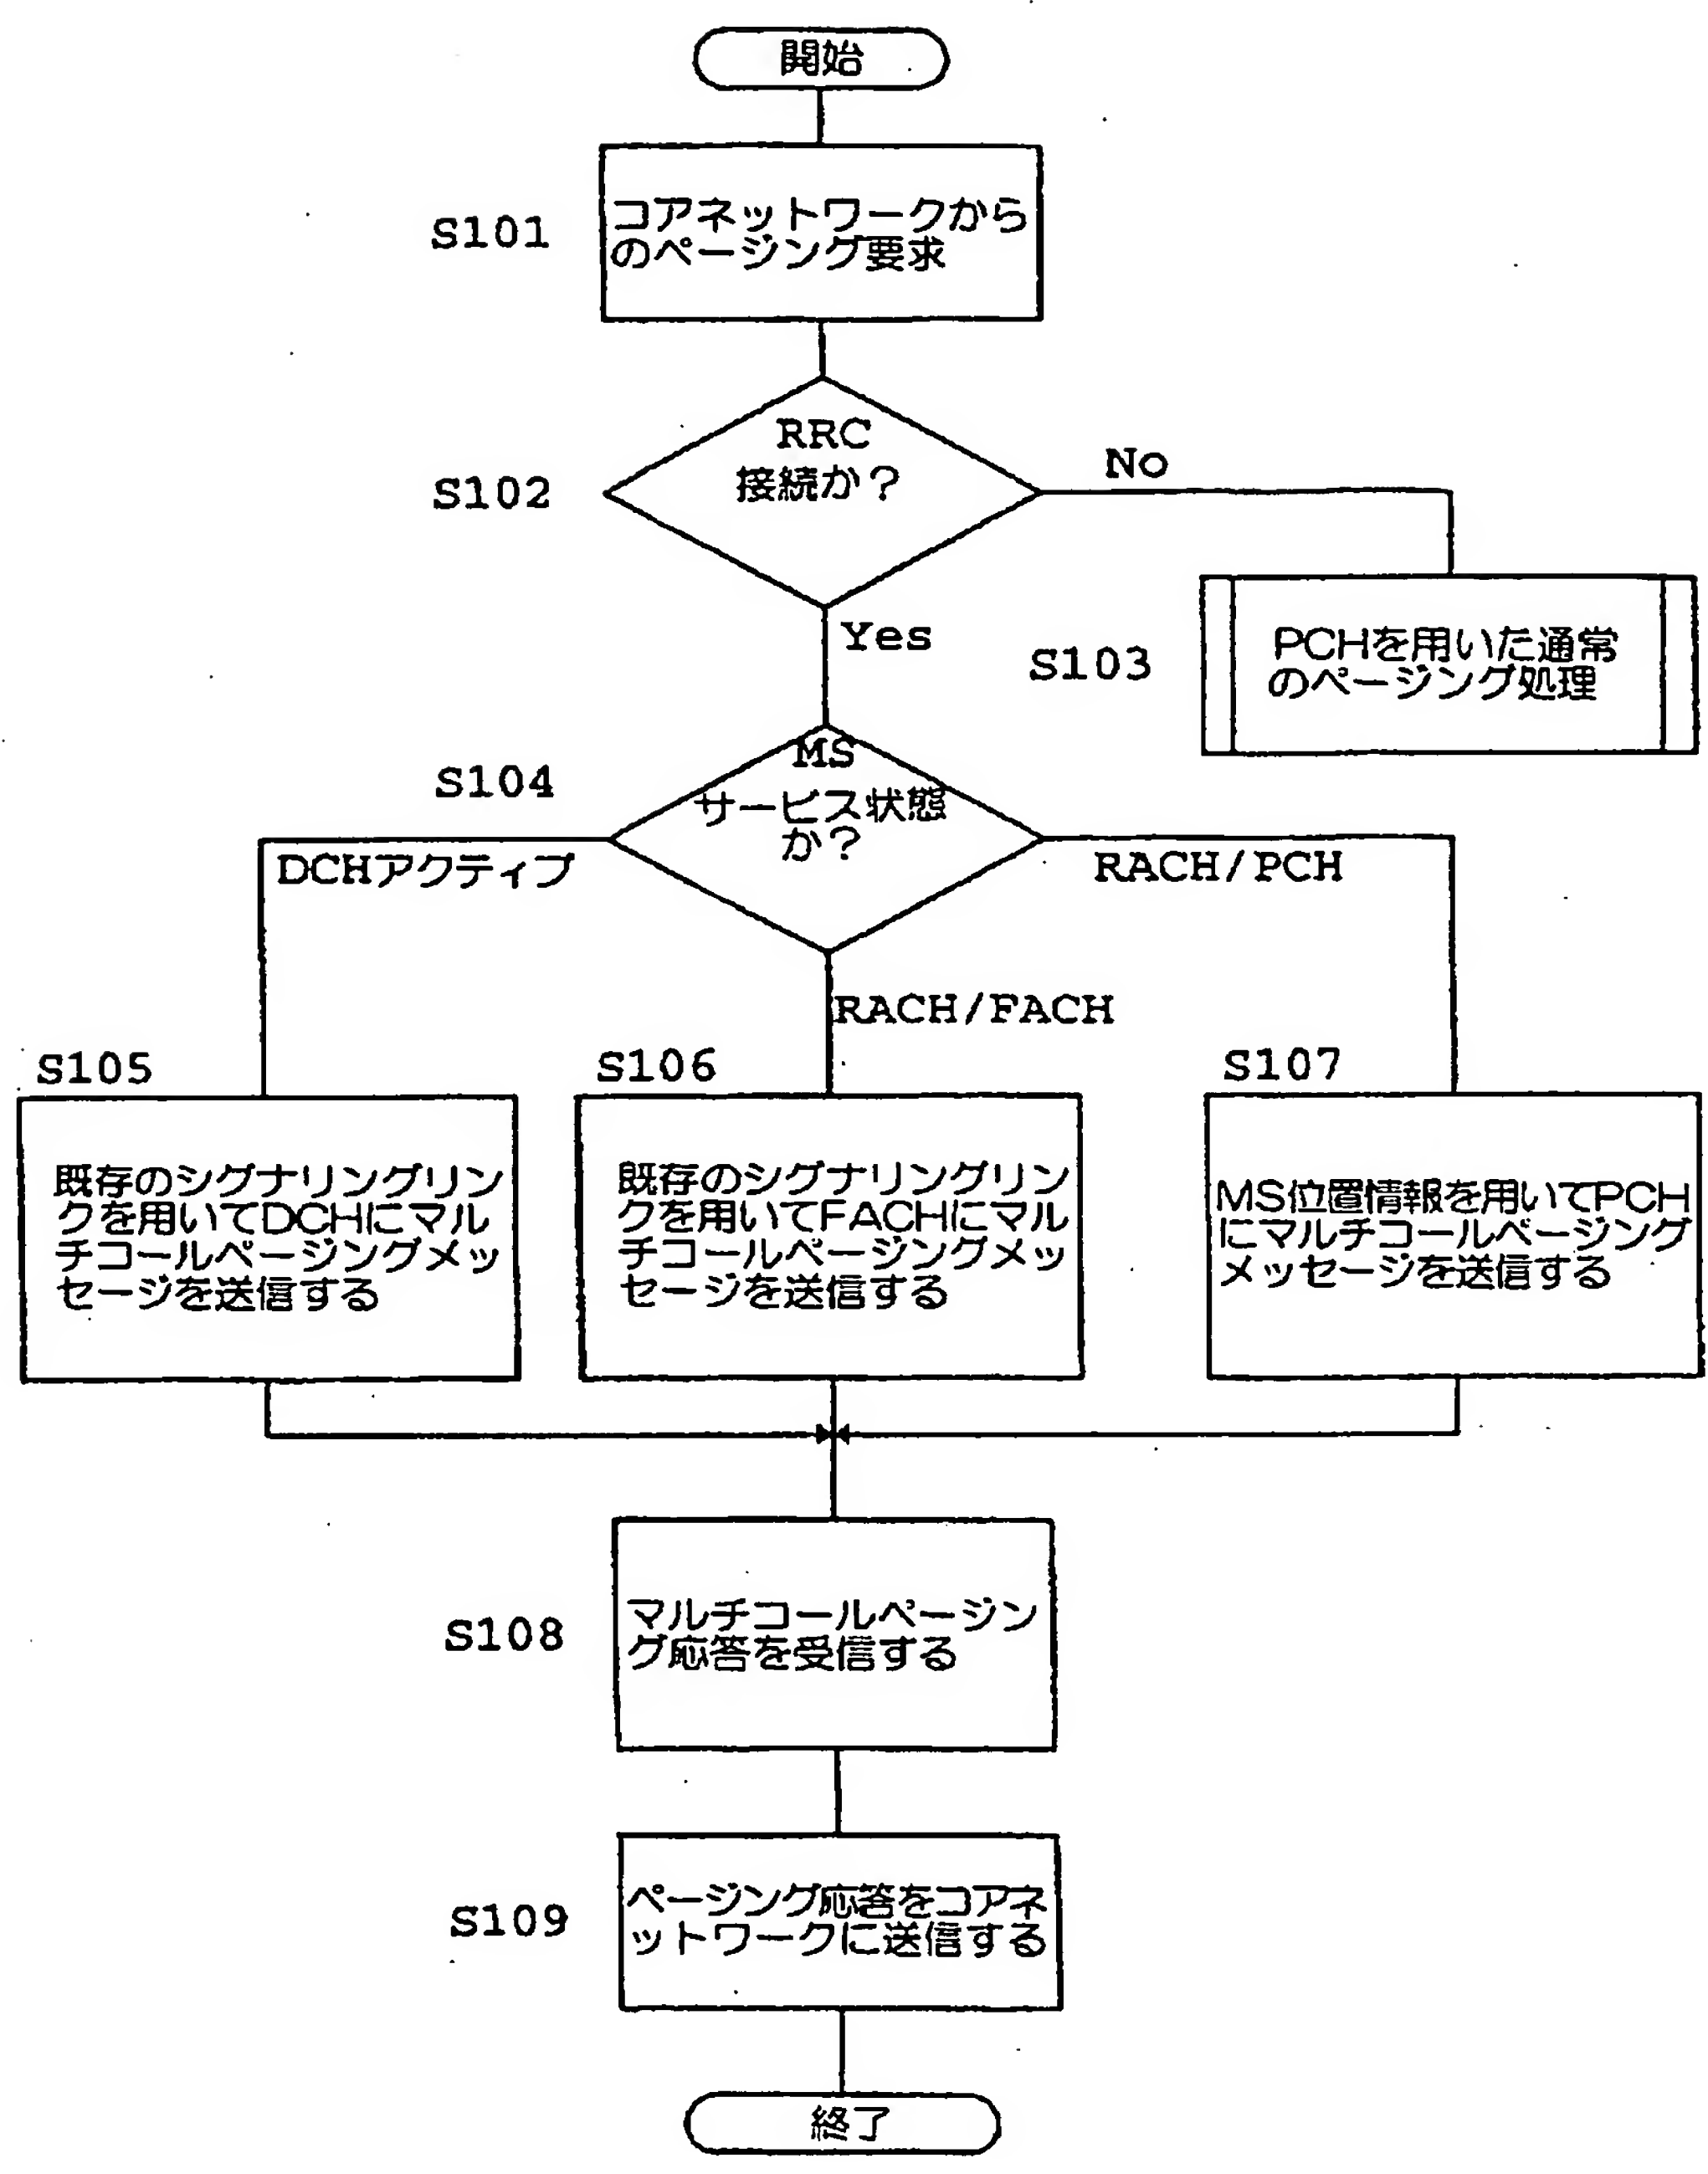 開始
S101
コアネットワークから
のページング要求
S102
RRC
接続か？
No
Yes
S103
PCHを用いた通常
のページング処理
S104
MS
サービス状態
か？
DCHアクティブ
RACH/PCH
RACH/FACH
S105
既存のシグナリングリン
クを用いてDCHにマル
チコールページングメッ
セージを送信する
S106
既存のシグナリングリン
クを用いてFACHにマル
チコールページングメッ
セージを送信する
S107
MS位置情報を用いてPCH
にマルチコールページング
メッセージを送信する
S108
マルチコールページン
グ応答を受信する
S109
ページング応答をコアネ
ットワークに送信する
終了